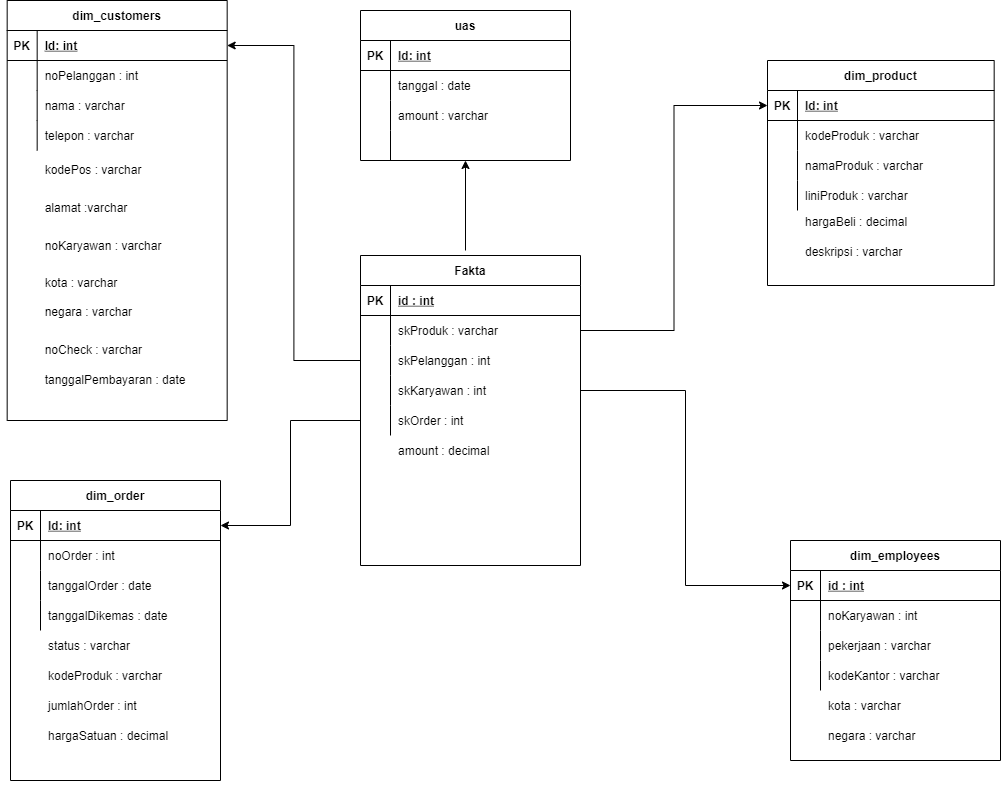 dim_customers
PK Id: int
noPelanggan : int
nama : varchar
telepon : varchar
kodePos : varchar
alamat :varchar
noKaryawan : varchar
kota : varchar
negara : varchar
noCheck : varchar
tanggalPembayaran : date
uas
PK Id: int
tanggal : date
amount : varchar
dim_product
PK Id: int
kodeProduk : varchar
namaProduk : varchar
liniProduk : varchar
hargaBeli : decimal
deskripsi : varchar
Fakta
PK id : int
skProduk : varchar
skPelanggan : int
skKaryawan : int
skOrder : int
amount : decimal
dim_order
PK Id: int
noOrder : int
tanggalOrder : date
tanggalDikemas : date
status : varchar
kodeProduk : varchar
jumlahOrder : int
hargaSatuan : decimal
dim_employees
PK id : int
noKaryawan : int
pekerjaan : varchar
kodeKantor : varchar
kota : varchar
negara : varchar